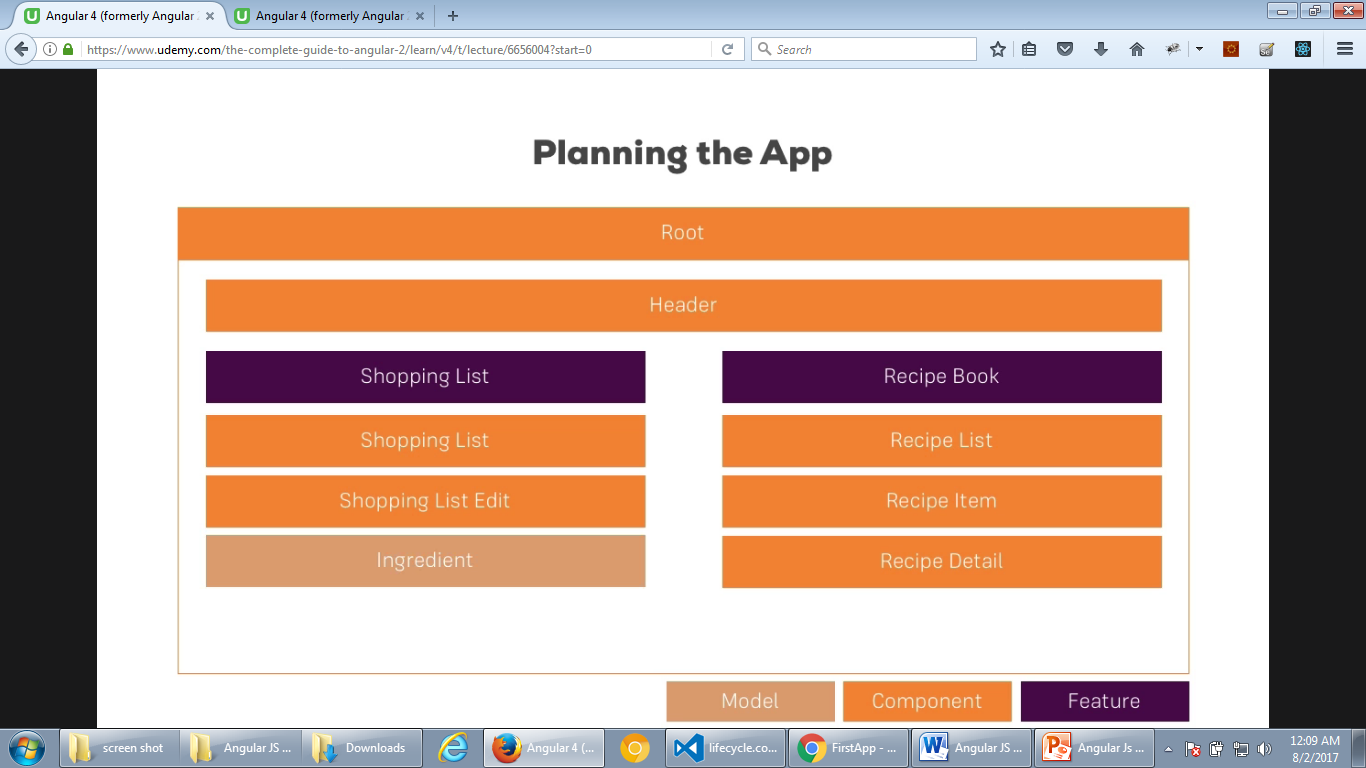 Angular 4 (formerly Angular
Angular 4 (formerly Angular
https://www.udemy.com/the-complete-guide-to-angular-2/learn/v4/t/lecture/6656004?start=0
Search
Planning the App
Root
Header
Shopping List
Recipe Book
Shopping List
Recipe List
Shopping List Edit
Recipe Item
Ingredient
Recipe Detail
Model
Component
Feature
screen shot
Angular JS ...
Downloads
Angular 4 (...
lifecycle.co...
FirstApp - ...
Angular JS ...
Angular Js ...
12:09 AM
8/2/2017